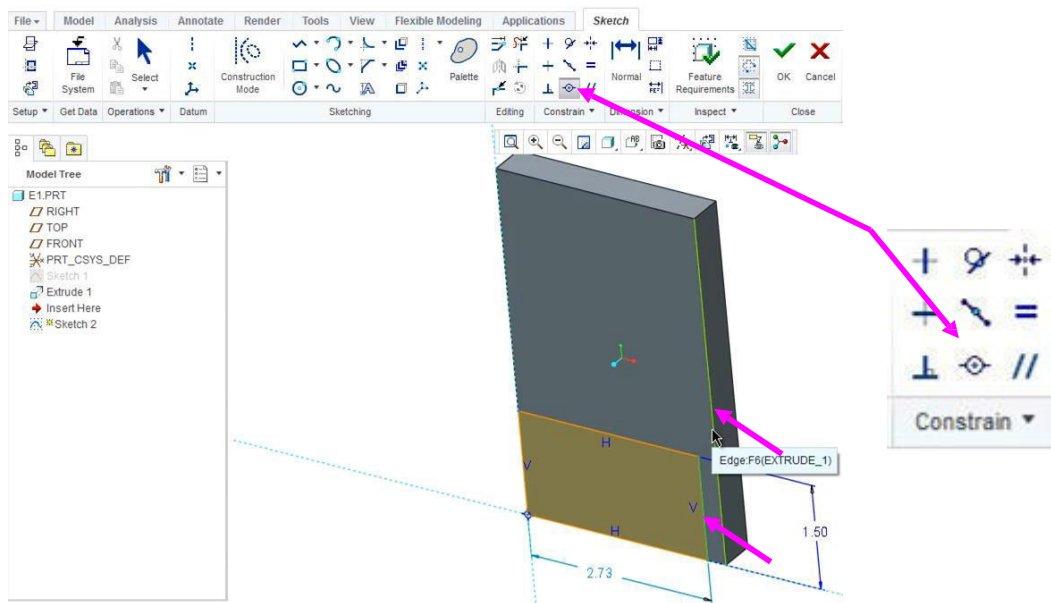 File Model Analysis Annotate Render Tools View Flexible Modeling Applications Sketch
File System
Select
Construction Mode
Palette
Normal
Feature Requirements
OK Cancel
Setup Get Data Operations Datum Sketching Editing Constrain Dimension Inspect Close
Model Tree
E1.PRT
RIGHT
TOP
FRONT
PRT_CSYS_DEF
Sketch 1
Extrude 1
Insert Here
Sketch 2
H
Edge:F6(EXTRUDE_1)
V
V
H
1.50
2.73
Constrain